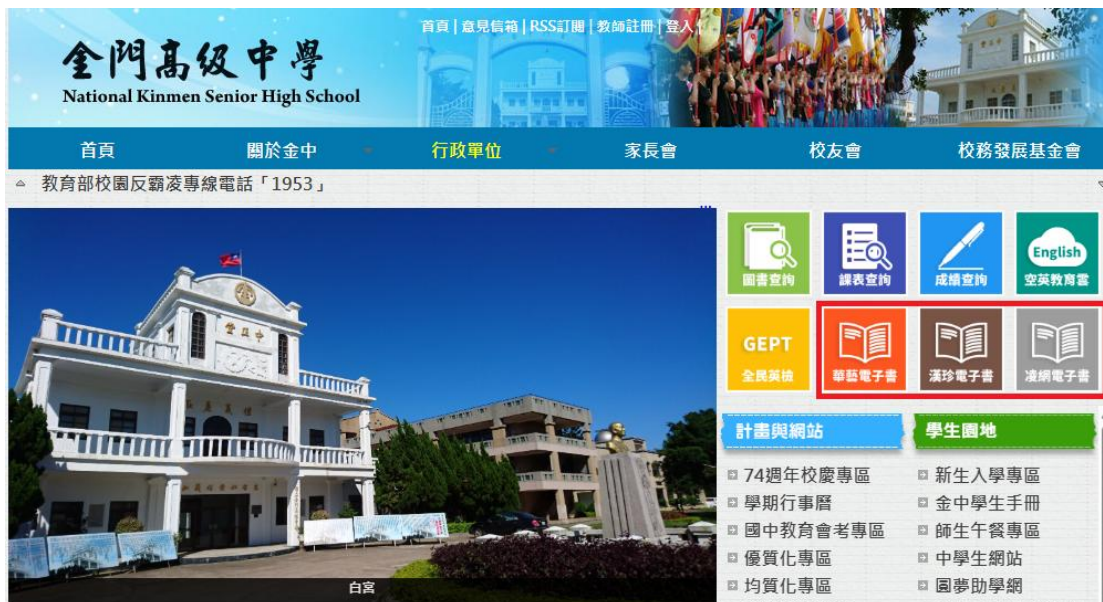 首頁 | 意見信箱 | RSS訂閱 | 教師註冊 | 登入
金門高级中學
National Kinmen Senior High School
首頁 關於金中 行政單位 家長會 校友會 校務發展基金會
教育部校園反霸凌專線電話「1953」
圖書查詢 課表查詢 成績查詢 English 空英教育雲
GEPT 全民英檢 華藝電子書 漢珍電子書 凌網電子書
中正堂
計畫與網站 學生園地
74週年校慶專區 新生入學專區
學期行事曆 金中學生手冊
國中教育會考專區 師生午餐專區
優質化專區 中學生網站
均質化專區 圓夢助學網
白宮